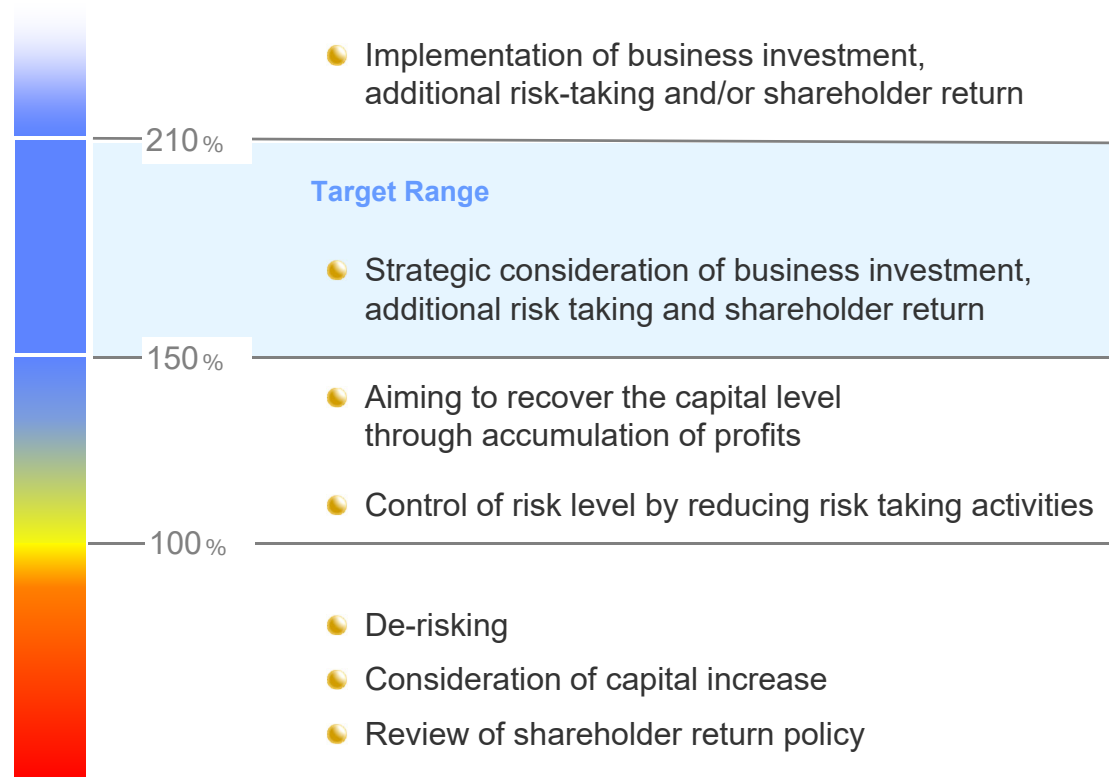 Implementation of business investment,
additional risk-taking and/or shareholder return
210%
Target Range
Strategic consideration of business investment,
additional risk taking and shareholder return
150%
Aiming to recover the capital level
through accumulation of profits
Control of risk level by reducing risk taking activities
100%
De-risking
Consideration of capital increase
Review of shareholder return policy